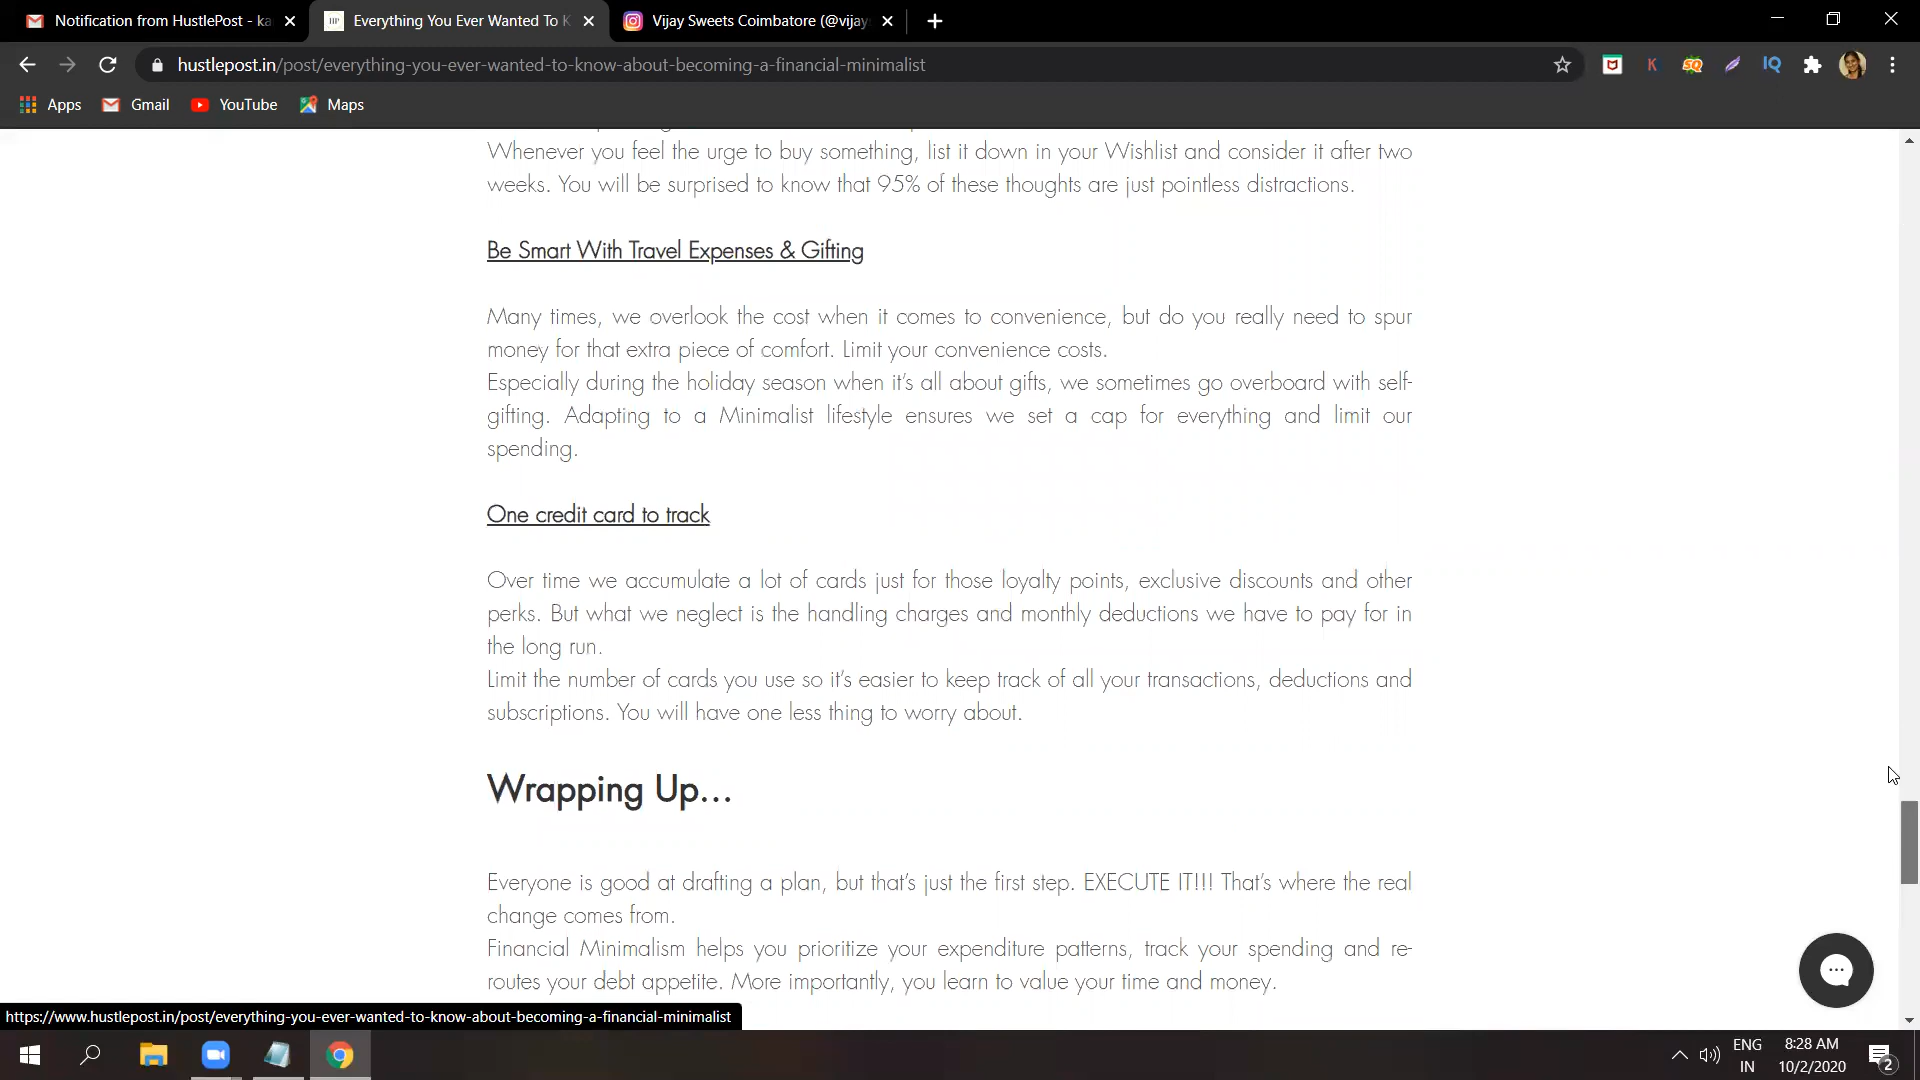 Notification from HustlePost - ka
Everything You Ever Wanted To K
Vijay Sweets Coimbatore (@vijay
hustlepost.in/post/everything-you-ever-wanted-to-know-about-becoming-a-financial-minimalist
Apps Gmail YouTube Maps
Whenever you feel the urge to buy something, list it down in your Wishlist and consider it after two
weeks. You will be surprised to know that 95% of these thoughts are just pointless distractions.
Be Smart With Travel Expenses & Gifting
Many times, we overlook the cost when it comes to convenience, but do you really need to spur
money for that extra piece of comfort. Limit your convenience costs.
Especially during the holiday season when it's all about gifts, we sometimes go overboard with self-
gifting. Adapting to a Minimalist lifestyle ensures we set a cap for everything and limit our
spending.
One credit card to track
Over time we accumulate a lot of cards just for those loyalty points, exclusive discounts and other
perks. But what we neglect is the handling charges and monthly deductions we have to pay for in
the long run.
Limit the number of cards you use so it's easier to keep track of all your transactions, deductions and
subscriptions. You will have one less thing to worry about.
Wrapping Up...
Everyone is good at drafting a plan, but that's just the first step. EXECUTE IT!!! That's where the real
change comes from.
Financial Minimalism helps you prioritize your expenditure patterns, track your spending and re-
routes your debt appetite. More importantly, you learn to value your time and money.
https://www.hustlepost.in/post/everything-you-ever-wanted-to-know-about-becoming-a-financial-minimalist
ENG
IN
8:28 AM
10/2/2020
2